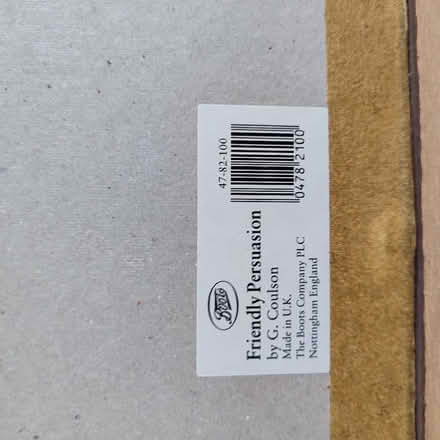 Boots
Friendly Persuasion
by G. Coulson
Made in U.K.
The Boots Company PLC
Nottingham England
47-82-100
0478 2100